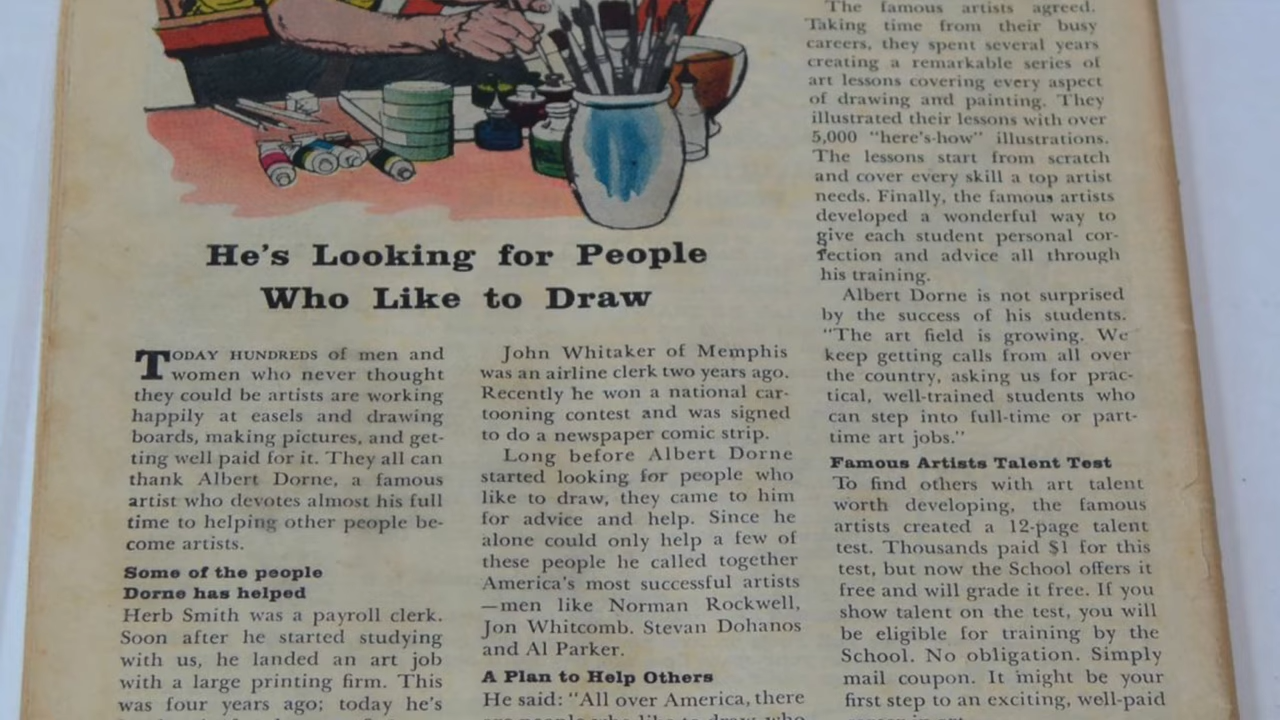 He's Looking for People
Who Like to Draw
TODAY HUNDREDS of men and
women who never thought
they could be artists are working
happily at easels and drawing
boards, making pictures, and get-
ting well paid for it. They all can
thank Albert Dorne, a famous
artist who devotes almost his full
time to helping other people be-
come artists.
Some of the people
Dorne has helped
Herb Smith was a payroll clerk.
Soon after he started studying
with us, he landed an art job
with a large printing firm. This
was four years ago; today he's
John Whitaker of Memphis
was an airline clerk two years ago.
Recently he won a national car-
tooning contest and was signed
to do a newspaper comic strip.
Long before Albert Dorne
started looking for people who
like to draw, they came to him
for advice and help. Since he
alone could only help a few of
these people he called together
America's most successful artists
—men like Norman Rockwell,
Jon Whitcomb. Stevan Dohanos
and Al Parker.
A Plan to Help Others
He said: "All over America, there
are people who like to draw who
The famous artists agreed.
Taking time from their busy
careers, they spent several years
creating a remarkable series of
art lessons covering every aspect
of drawing and painting. They
illustrated their lessons with over
5,000 "here's-how" illustrations.
The lessons start from scratch
and cover every skill a top artist
needs. Finally, the famous artists
developed a wonderful way to
give each student personal cor-
rection and advice all through
his training.
Albert Dorne is not surprised
by the success of his students.
"The art field is growing. We
keep getting calls from all over
the country, asking us for prac-
tical, well-trained students who
can step into full-time or part-
time art jobs."
Famous Artists Talent Test
To find others with art talent
worth developing, the famous
artists created a 12-page talent
test. Thousands paid $1 for this
test, but now the School offers it
free and will grade it free. If you
show talent on the test, you will
be eligible for training by the
School. No obligation. Simply
mail coupon. It might be your
first step to an exciting, well-paid